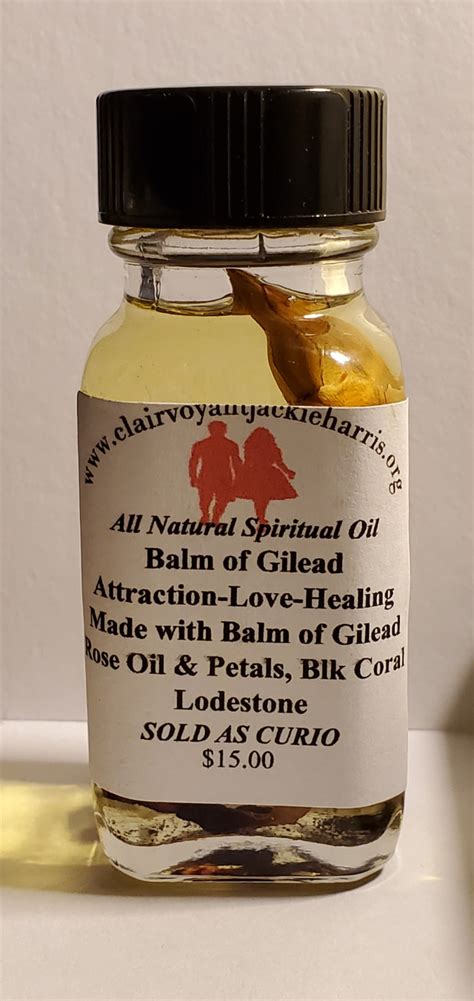 www.clairvoyantjackieharris.org
All Natural Spiritual Oil
Balm of Gilead
Attraction-Love-Healing
Made with Balm of Gilead
Rose Oil & Petals, Blk Coral
Lodestone
SOLD AS CURIO
$15.00